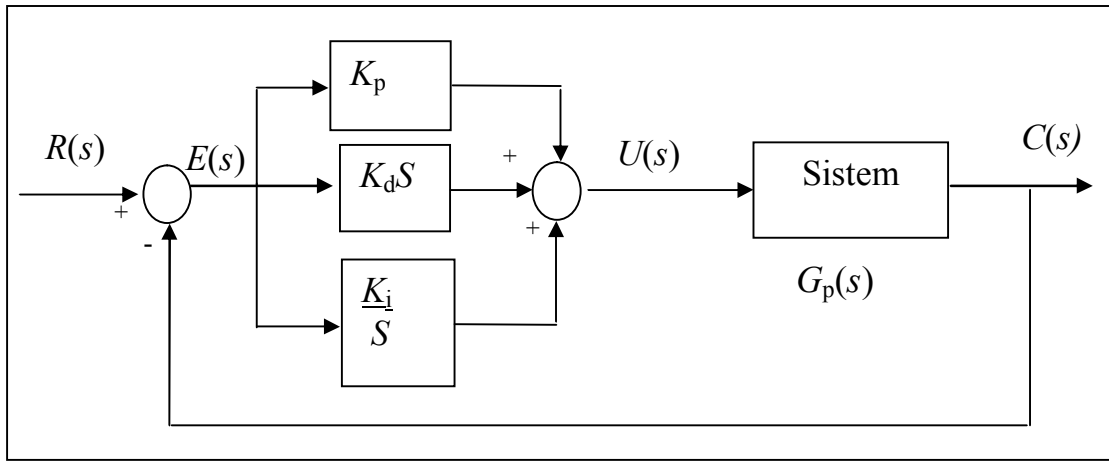 K_p
R(s)
E(s)
+
-
K_dS
+
+
K_i
S
U(s)
Sistem
G_p(s)
C(s)